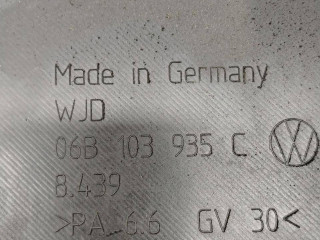 Made in Germany
WJD
06B 103 935 C
8.439
>PA 6.6 GV 30<